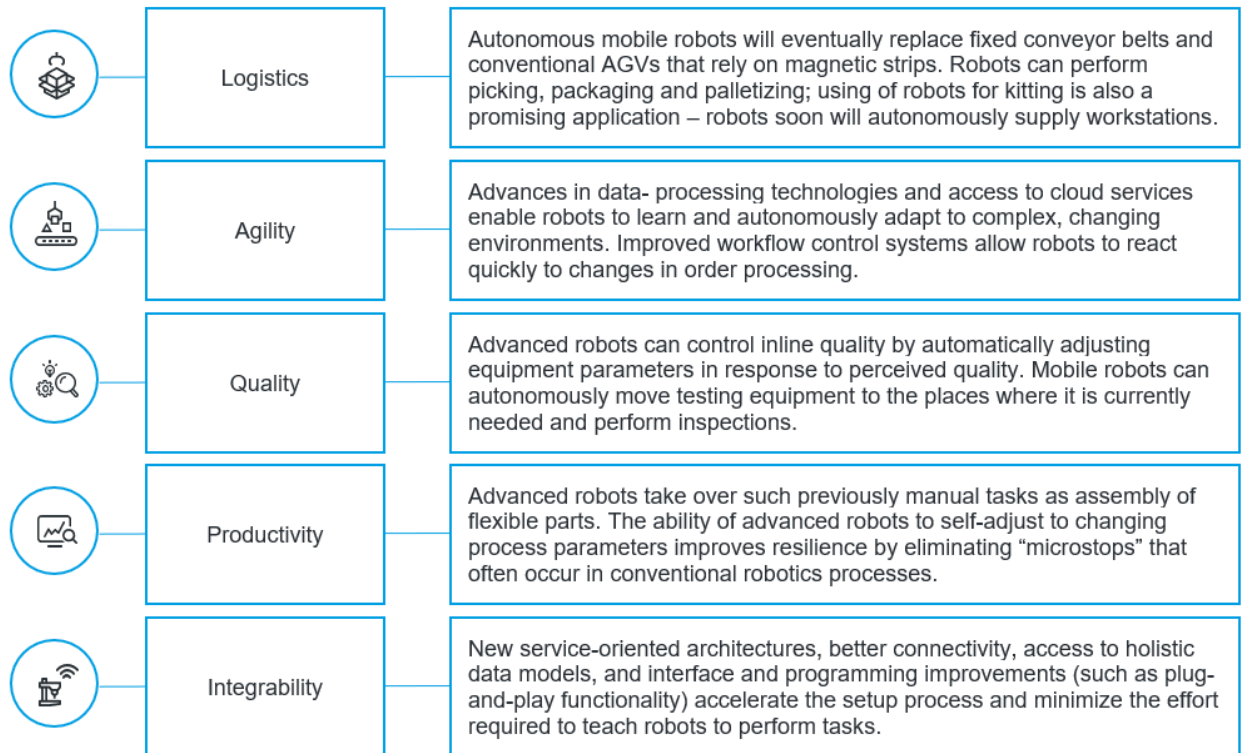 Logistics
Autonomous mobile robots will eventually replace fixed conveyor belts and
conventional AGVs that rely on magnetic strips. Robots can perform
picking, packaging and palletizing; using of robots for kitting is also a
promising application – robots soon will autonomously supply workstations.
Agility
Advances in data- processing technologies and access to cloud services
enable robots to learn and autonomously adapt to complex, changing
environments. Improved workflow control systems allow robots to react
quickly to changes in order processing.
Quality
Advanced robots can control inline quality by automatically adjusting
equipment parameters in response to perceived quality. Mobile robots can
autonomously move testing equipment to the places where it is currently
needed and perform inspections.
Productivity
Advanced robots take over such previously manual tasks as assembly of
flexible parts. The ability of advanced robots to self-adjust to changing
process parameters improves resilience by eliminating “microstops” that
often occur in conventional robotics processes.
Integrability
New service-oriented architectures, better connectivity, access to holistic
data models, and interface and programming improvements (such as plug-
and-play functionality) accelerate the setup process and minimize the effort
required to teach robots to perform tasks.